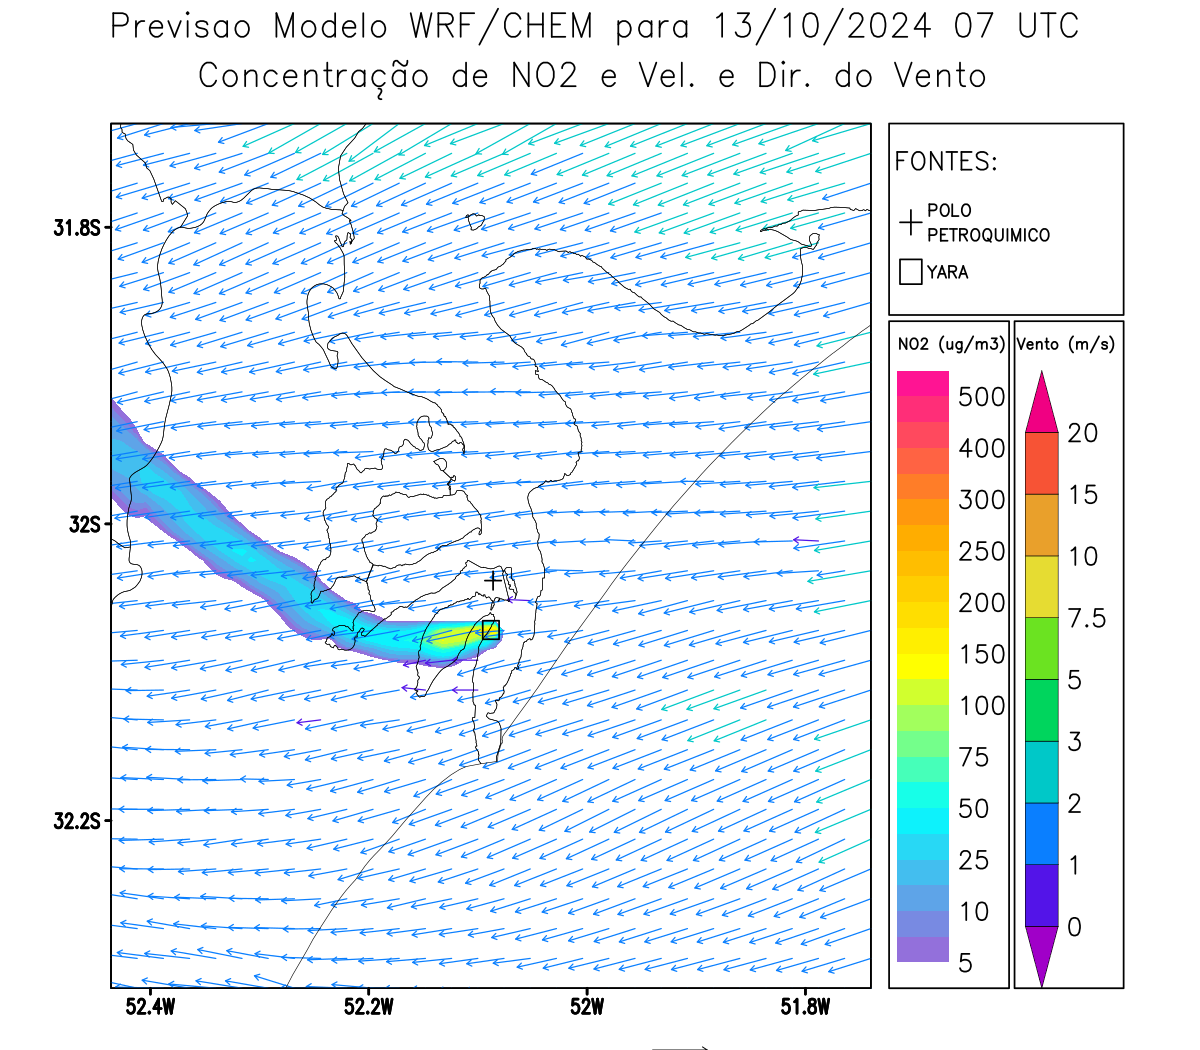 Previsao Modelo WRF/CHEM para 13/10/2024 07 UTC
Concentração de NO2 e Vel. e Dir. do Vento
FONTES:
POLO
PETROQUIMICO
YARA
NO2 (ug/m3)
500
400
300
250
200
150
100
75
50
25
10
5
Vento (m/s)
20
15
10
7.5
5
3
2
1
0
31.8S
32S
32.2S
52.4W
52.2W
52W
51.8W